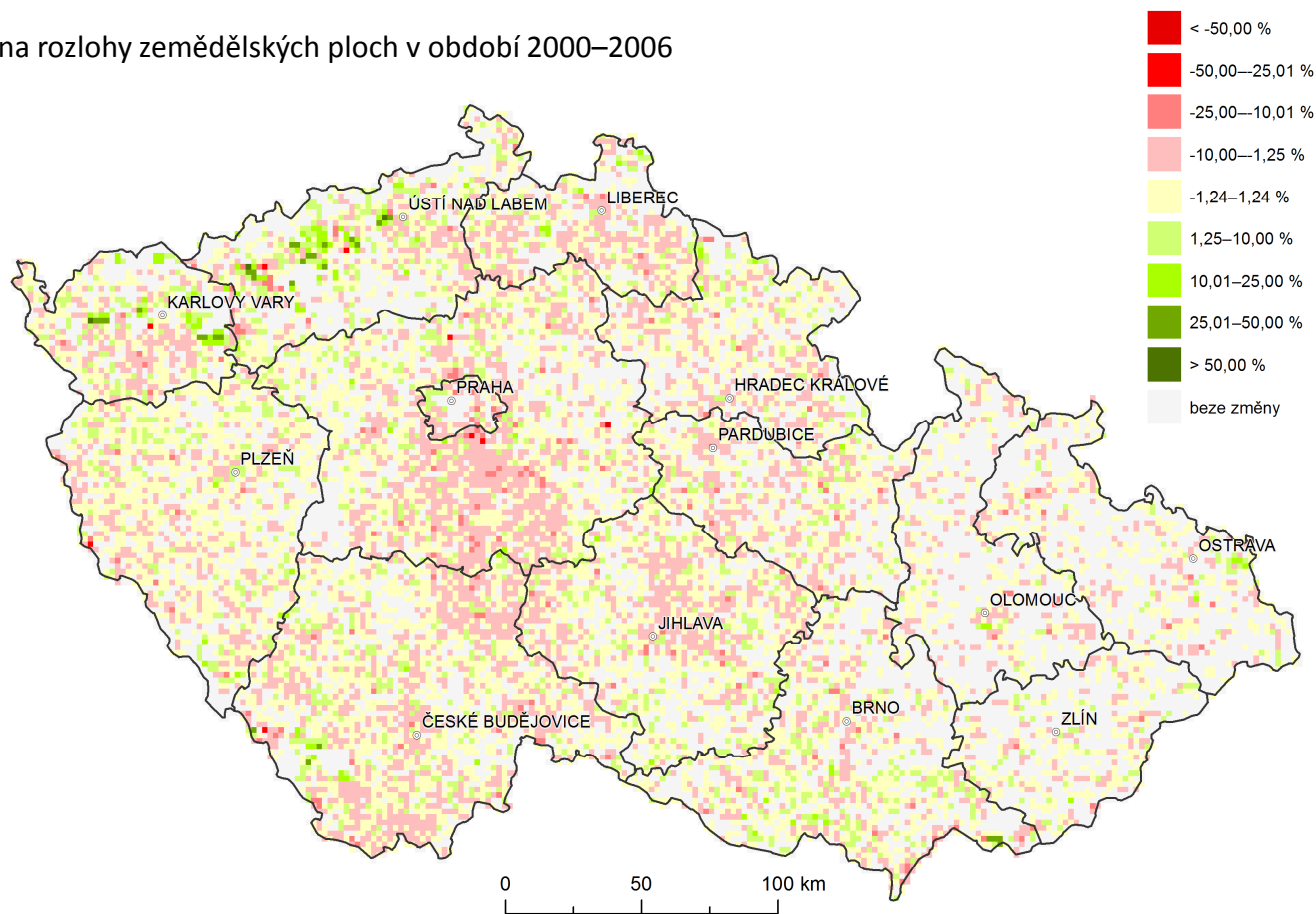 na rozlohy zemědělských ploch v období 2000–2006
< -50,00 %
-50,00—-25,01 %
-25,00—-10,01 %
-10,00—-1,25 %
-1,24–1,24 %
1,25–10,00 %
10,01–25,00 %
25,01–50,00 %
> 50,00 %
beze změny
ÚSTÍ NAD LABEM
LIBEREC
KARLOVY VARY
PRAHA
HRADEC KRÁLOVÉ
PARDUBICE
PLZEŇ
OSTRAVA
OLOMOUC
JIHLAVA
ČESKÉ BUDĚJOVICE
BRNO
ZLÍN
0 50 100 km